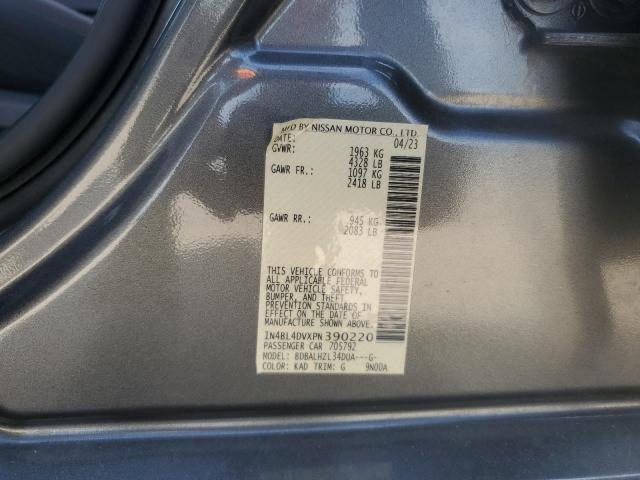 MFD BY NISSAN MOTOR CO., LTD.
DATE: 04/23
GVWR: 1963 KG
4328 LB
GAWR FR.: 1097 KG
2418 LB
GAWR RR.: 945 KG
2083 LB
THIS VEHICLE CONFORMS TO
ALL APPLICABLE FEDERAL
MOTOR VEHICLE SAFETY,
BUMPER, AND THEFT
PREVENTION STANDARDS IN
EFFECT ON THE DATE OF
MANUFACTURE SHOWN ABOVE.
1N4BL4DVXPN390220
PASSENGER CAR 705792
MODEL: BDBALHZL34DUA---G-
COLOR: KAD TRIM: G 9N00A